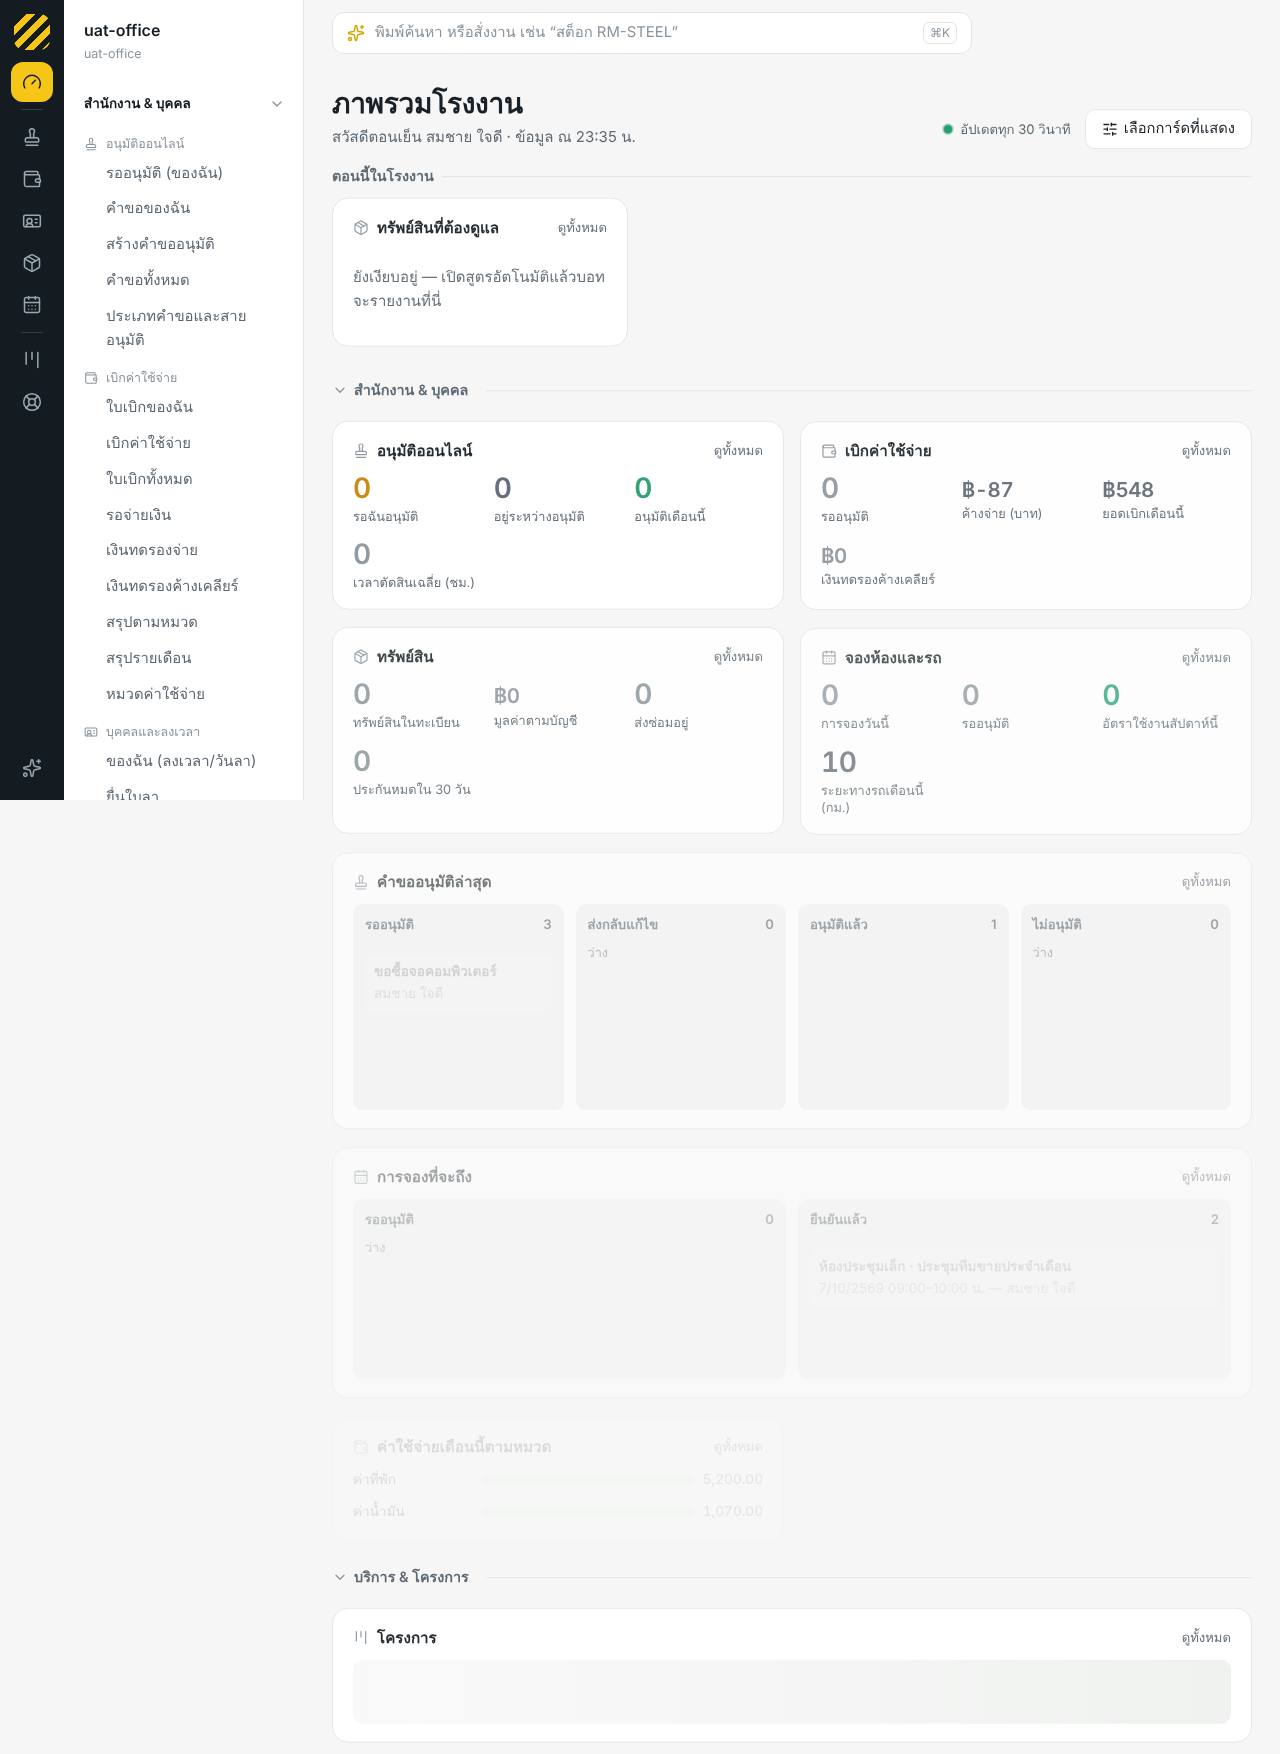 uat-office
uat-office
สำนักงาน & บุคคล
อนุมัติออนไลน์
รออนุมัติ (ของฉัน)
คำขอของฉัน
สร้างคำขออนุมัติ
คำขอทั้งหมด
ประเภทคำขอและสาย
อนุมัติ
เบิกค่าใช้จ่าย
ใบเบิกของฉัน
เบิกค่าใช้จ่าย
ใบเบิกทั้งหมด
รอจ่ายเงิน
เงินทดรองจ่าย
เงินทดรองค้างเคลียร์
สรุปตามหมวด
สรุปรายเดือน
หมวดค่าใช้จ่าย
บุคคลและลงเวลา
ของฉัน (ลงเวลา/วันลา)
ยื่นใบลา
พิมพ์ค้นหา หรือสั่งงาน เช่น “สต็อก RM-STEEL”
⌘K
ภาพรวมโรงงาน
สวัสดีตอนเย็น สมชาย ใจดี · ข้อมูล ณ 23:35 น.
อัปเดตทุก 30 วินาที
เลือกการ์ดที่แสดง
ตอนนี้ในโรงงาน
ทรัพย์สินที่ต้องดูแล
ดูทั้งหมด
ยังเงียบอยู่ — เปิดสูตรอัตโนมัติแล้วบอท
จะรายงานที่นี่
สำนักงาน & บุคคล
อนุมัติออนไลน์
ดูทั้งหมด
0
รอฉันอนุมัติ
0
อยู่ระหว่างอนุมัติ
0
อนุมัติเดือนนี้
0
เวลาตัดสินเฉลี่ย (ชม.)
เบิกค่าใช้จ่าย
ดูทั้งหมด
0
รออนุมัติ
฿-87
ค้างจ่าย (บาท)
฿548
ยอดเบิกเดือนนี้
฿0
เงินทดรองค้างเคลียร์
ทรัพย์สิน
ดูทั้งหมด
0
ทรัพย์สินในทะเบียน
฿0
มูลค่าตามบัญชี
0
ส่งซ่อมอยู่
0
ประกันหมดใน 30 วัน
จองห้องและรถ
ดูทั้งหมด
0
การจองวันนี้
0
รออนุมัติ
0
อัตราใช้งานสัปดาห์นี้
10
ระยะทางรถเดือนนี้
(กม.)
คำขออนุมัติล่าสุด
ดูทั้งหมด
รออนุมัติ 3
ขอซื้อจอคอมพิวเตอร์
สมชาย ใจดี
ส่งกลับแก้ไข 0
ว่าง
อนุมัติแล้ว 1
ไม่อนุมัติ 0
ว่าง
การจองที่จะถึง
ดูทั้งหมด
รออนุมัติ 0
ว่าง
ยืนยันแล้ว 2
ห้องประชุมเล็ก · ประชุมทีมขายประจำเดือน
7/10/2569 09:00–10:00 น. — สมชาย ใจดี
ค่าใช้จ่ายเดือนนี้ตามหมวด
ดูทั้งหมด
ค่าที่พัก 5,200.00
ค่าน้ำมัน 1,070.00
บริการ & โครงการ
โครงการ
ดูทั้งหมด